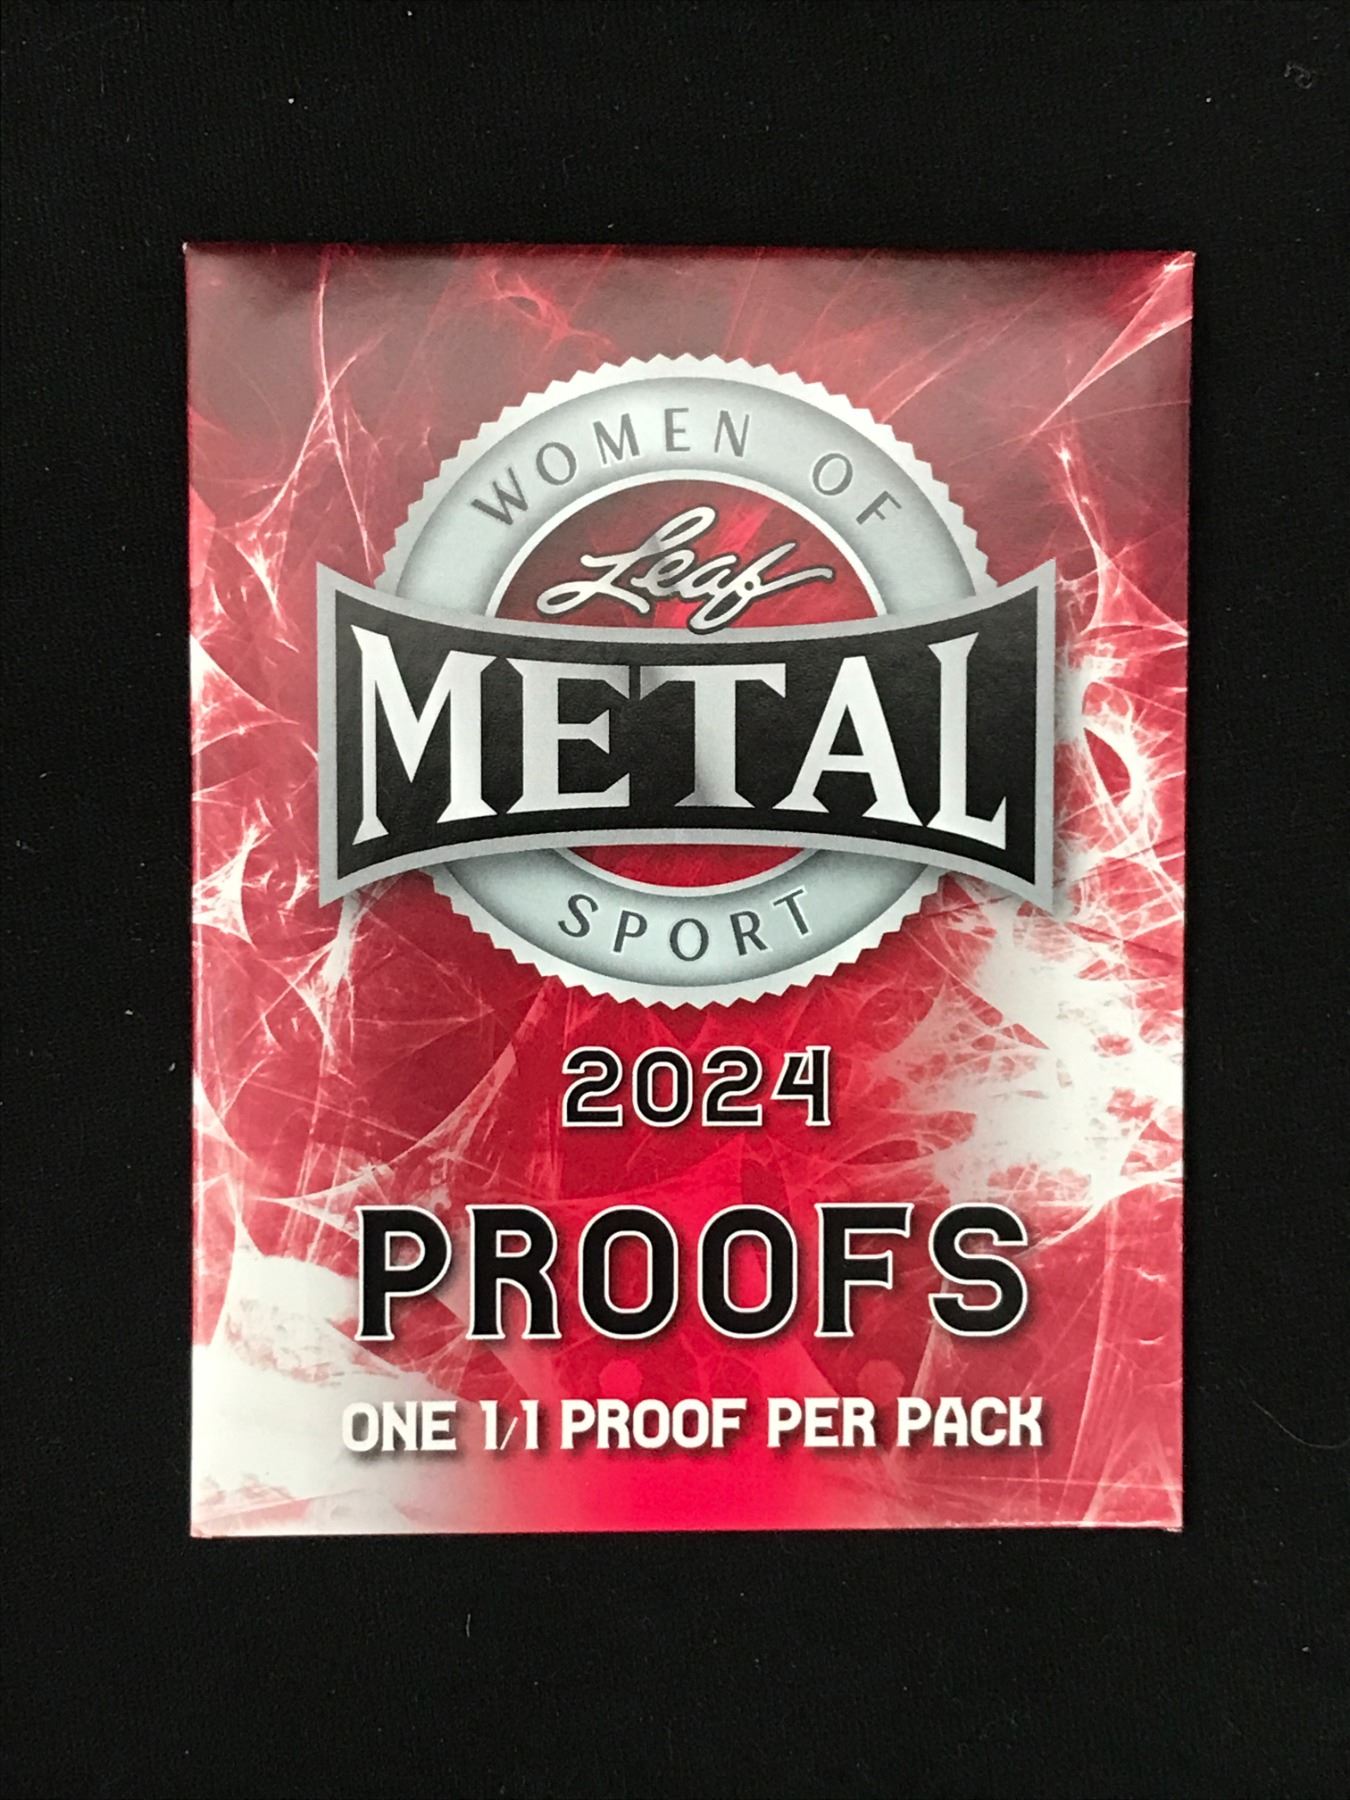 WOMEN OF
Leaf
METAL
SPORT
2024
PROOFS
ONE 1/1 PROOF PER PACK